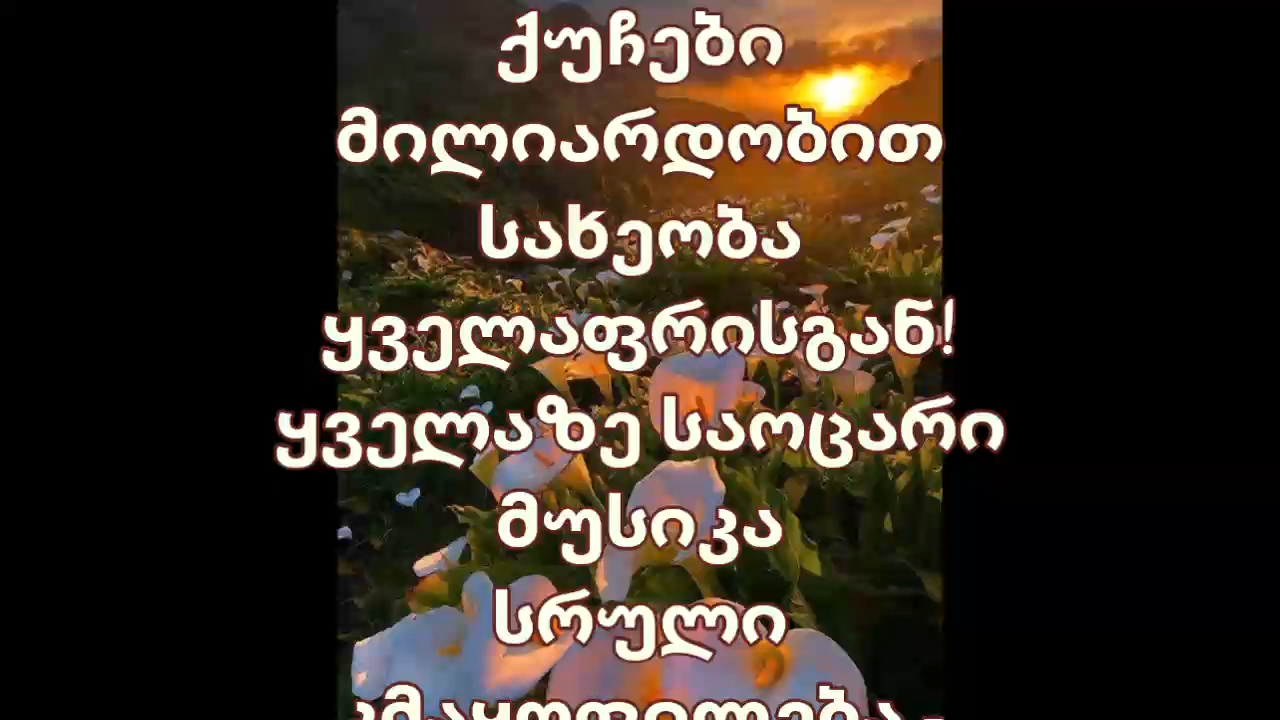 ქუჩები
მილიარდობით
სახეობა
ყველაფრისგან!
ყველაზე საოცარი
მუსიკა
სრული